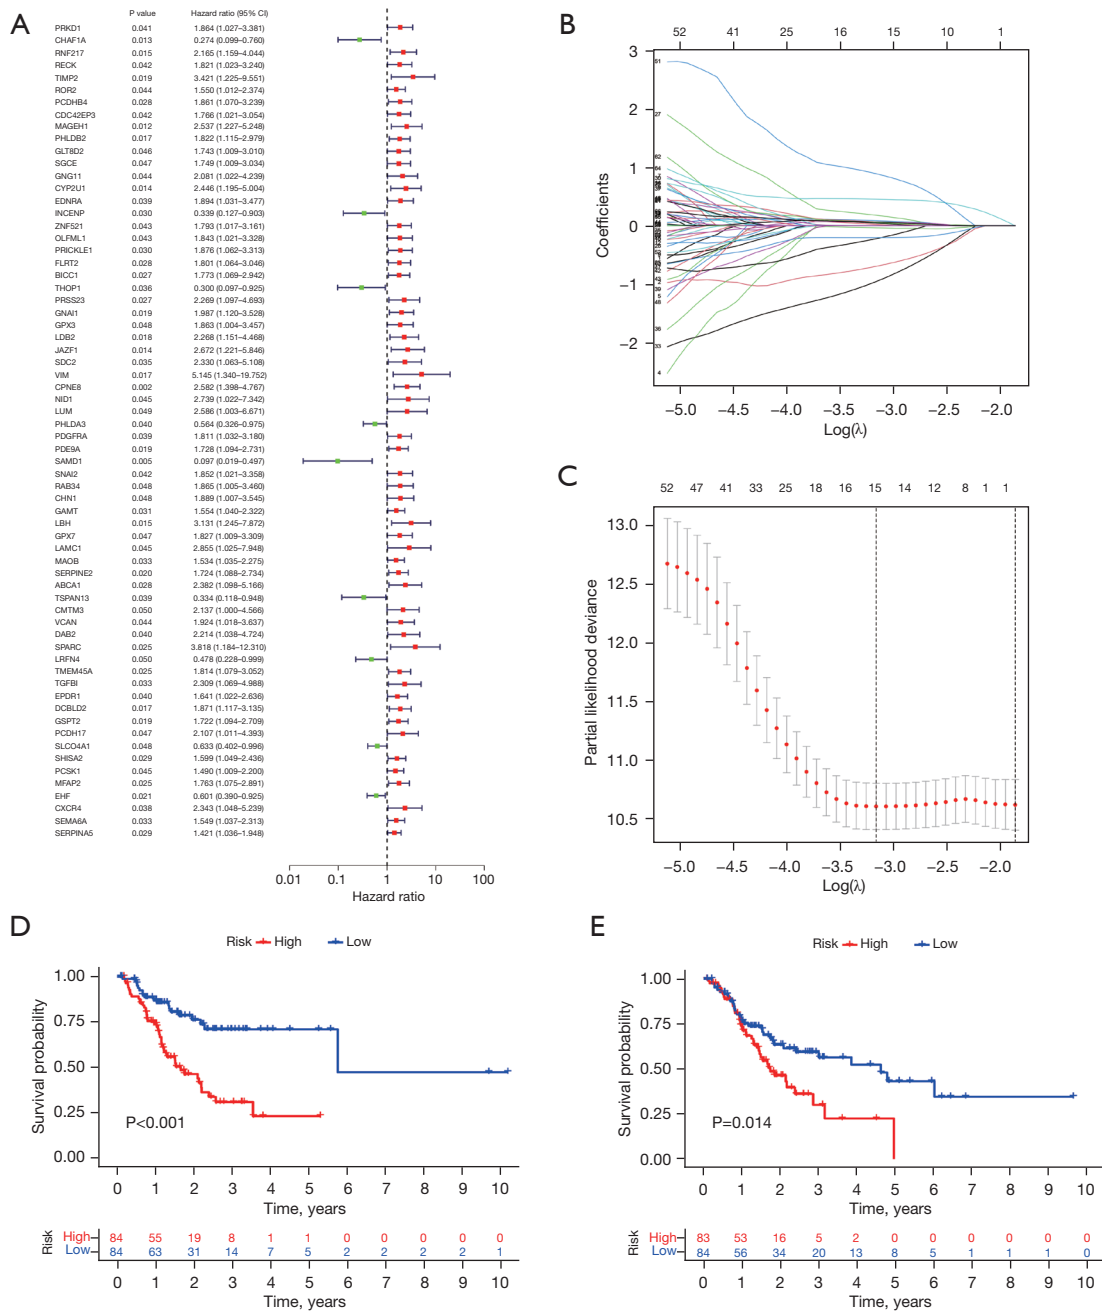 A
P value Hazard ratio (95% CI)
PRKD1 0.041 1.864 (1.027–3.381)
CHAF1A 0.013 0.274 (0.099–0.760)
RNF217 0.015 2.165 (1.159–4.044)
RECK 0.042 1.821 (1.023–3.240)
TIMP2 0.019 3.421 (1.225–9.551)
ROR2 0.044 1.550 (1.012–2.374)
PCDHB4 0.028 1.861 (1.070–3.239)
CDC42EP3 0.042 1.766 (1.021–3.054)
MAGEH1 0.012 2.537 (1.227–5.248)
PHLDB2 0.017 1.822 (1.115–2.979)
GLT8D2 0.046 1.743 (1.009–3.010)
SGCE 0.047 1.749 (1.009–3.034)
GNG11 0.044 2.081 (1.022–4.239)
CYP2U1 0.014 2.446 (1.195–5.004)
EDNRA 0.039 1.894 (1.031–3.477)
INCENP 0.030 0.339 (0.127–0.903)
ZNF521 0.043 1.793 (1.017–3.161)
OLFML1 0.043 1.843 (1.021–3.328)
PRICKLE1 0.030 1.876 (1.062–3.313)
FLRT2 0.028 1.801 (1.064–3.046)
BICC1 0.027 1.773 (1.069–2.942)
THOP1 0.036 0.300 (0.097–0.925)
PRSS23 0.027 2.269 (1.097–4.693)
GNAI1 0.019 1.987 (1.120–3.528)
GPX3 0.048 1.863 (1.004–3.457)
LDB2 0.018 2.268 (1.151–4.468)
JAZF1 0.014 2.672 (1.221–5.846)
SDC2 0.035 2.330 (1.063–5.108)
VIM 0.017 5.145 (1.340–19.752)
CPNE8 0.002 2.582 (1.398–4.767)
NID1 0.045 2.739 (1.022–7.342)
LUM 0.049 2.586 (1.003–6.671)
PHLDA3 0.040 0.564 (0.326–0.975)
PDGFRA 0.039 1.811 (1.032–3.180)
PDE9A 0.019 1.728 (1.094–2.731)
SAMD1 0.005 0.097 (0.019–0.497)
SNAI2 0.042 1.852 (1.021–3.358)
RAB34 0.048 1.865 (1.005–3.460)
CHN1 0.048 1.889 (1.007–3.545)
GAMT 0.031 1.554 (1.040–2.322)
LBH 0.015 3.131 (1.245–7.872)
GPX7 0.047 1.827 (1.009–3.309)
LAMC1 0.045 2.855 (1.025–7.948)
MAOB 0.033 1.534 (1.035–2.275)
SERPINE2 0.020 1.724 (1.088–2.734)
ABCA1 0.028 2.382 (1.098–5.166)
TSPAN13 0.039 0.334 (0.118–0.948)
CMTM3 0.050 2.137 (1.000–4.566)
VCAN 0.044 1.924 (1.018–3.637)
DAB2 0.040 2.214 (1.038–4.724)
SPARC 0.025 3.818 (1.184–12.310)
LRFN4 0.050 0.478 (0.228–0.999)
TMEM45A 0.025 1.814 (1.079–3.052)
TGFBI 0.033 2.309 (1.069–4.988)
EPDR1 0.040 1.641 (1.022–2.636)
DCBLD2 0.017 1.871 (1.117–3.135)
GSPT2 0.019 1.722 (1.094–2.709)
PCDH17 0.047 2.107 (1.011–4.393)
SLCO4A1 0.048 0.633 (0.402–0.996)
SHISA2 0.029 1.599 (1.049–2.436)
PCSK1 0.045 1.490 (1.009–2.200)
MFAP2 0.025 1.763 (1.075–2.891)
EHF 0.021 0.601 (0.390–0.925)
CXCR4 0.038 2.343 (1.048–5.239)
SEMA6A 0.033 1.549 (1.037–2.313)
SERPINA5 0.029 1.421 (1.036–1.948)
0.01 0.1 1 10 100
Hazard ratio
B
52 41 25 16 15 10 1
3
2
1
0
−1
−2
Coefficients
51
27
62
64
36
33
4
−5.0 −4.5 −4.0 −3.5 −3.0 −2.5 −2.0
Log(λ)
C
52 47 41 33 25 18 16 15 14 12 8 1 1
13.0
12.5
12.0
11.5
11.0
10.5
Partial likelihood deviance
−5.0 −4.5 −4.0 −3.5 −3.0 −2.5 −2.0
Log(λ)
D
Risk High Low
1.00
0.75
0.50
0.25
0.00
Survival probability
P<0.001
0 1 2 3 4 5 6 7 8 9 10
Time, years
Risk
High 84 55 19 8 1 1 0 0 0 0 0
Low 84 63 31 14 7 5 2 2 2 2 1
0 1 2 3 4 5 6 7 8 9 10
Time, years
E
Risk High Low
1.00
0.75
0.50
0.25
0.00
Survival probability
P=0.014
0 1 2 3 4 5 6 7 8 9 10
Time, years
Risk
High 83 53 16 5 2 0 0 0 0 0 0
Low 84 56 34 20 13 8 5 1 1 1 0
0 1 2 3 4 5 6 7 8 9 10
Time, years